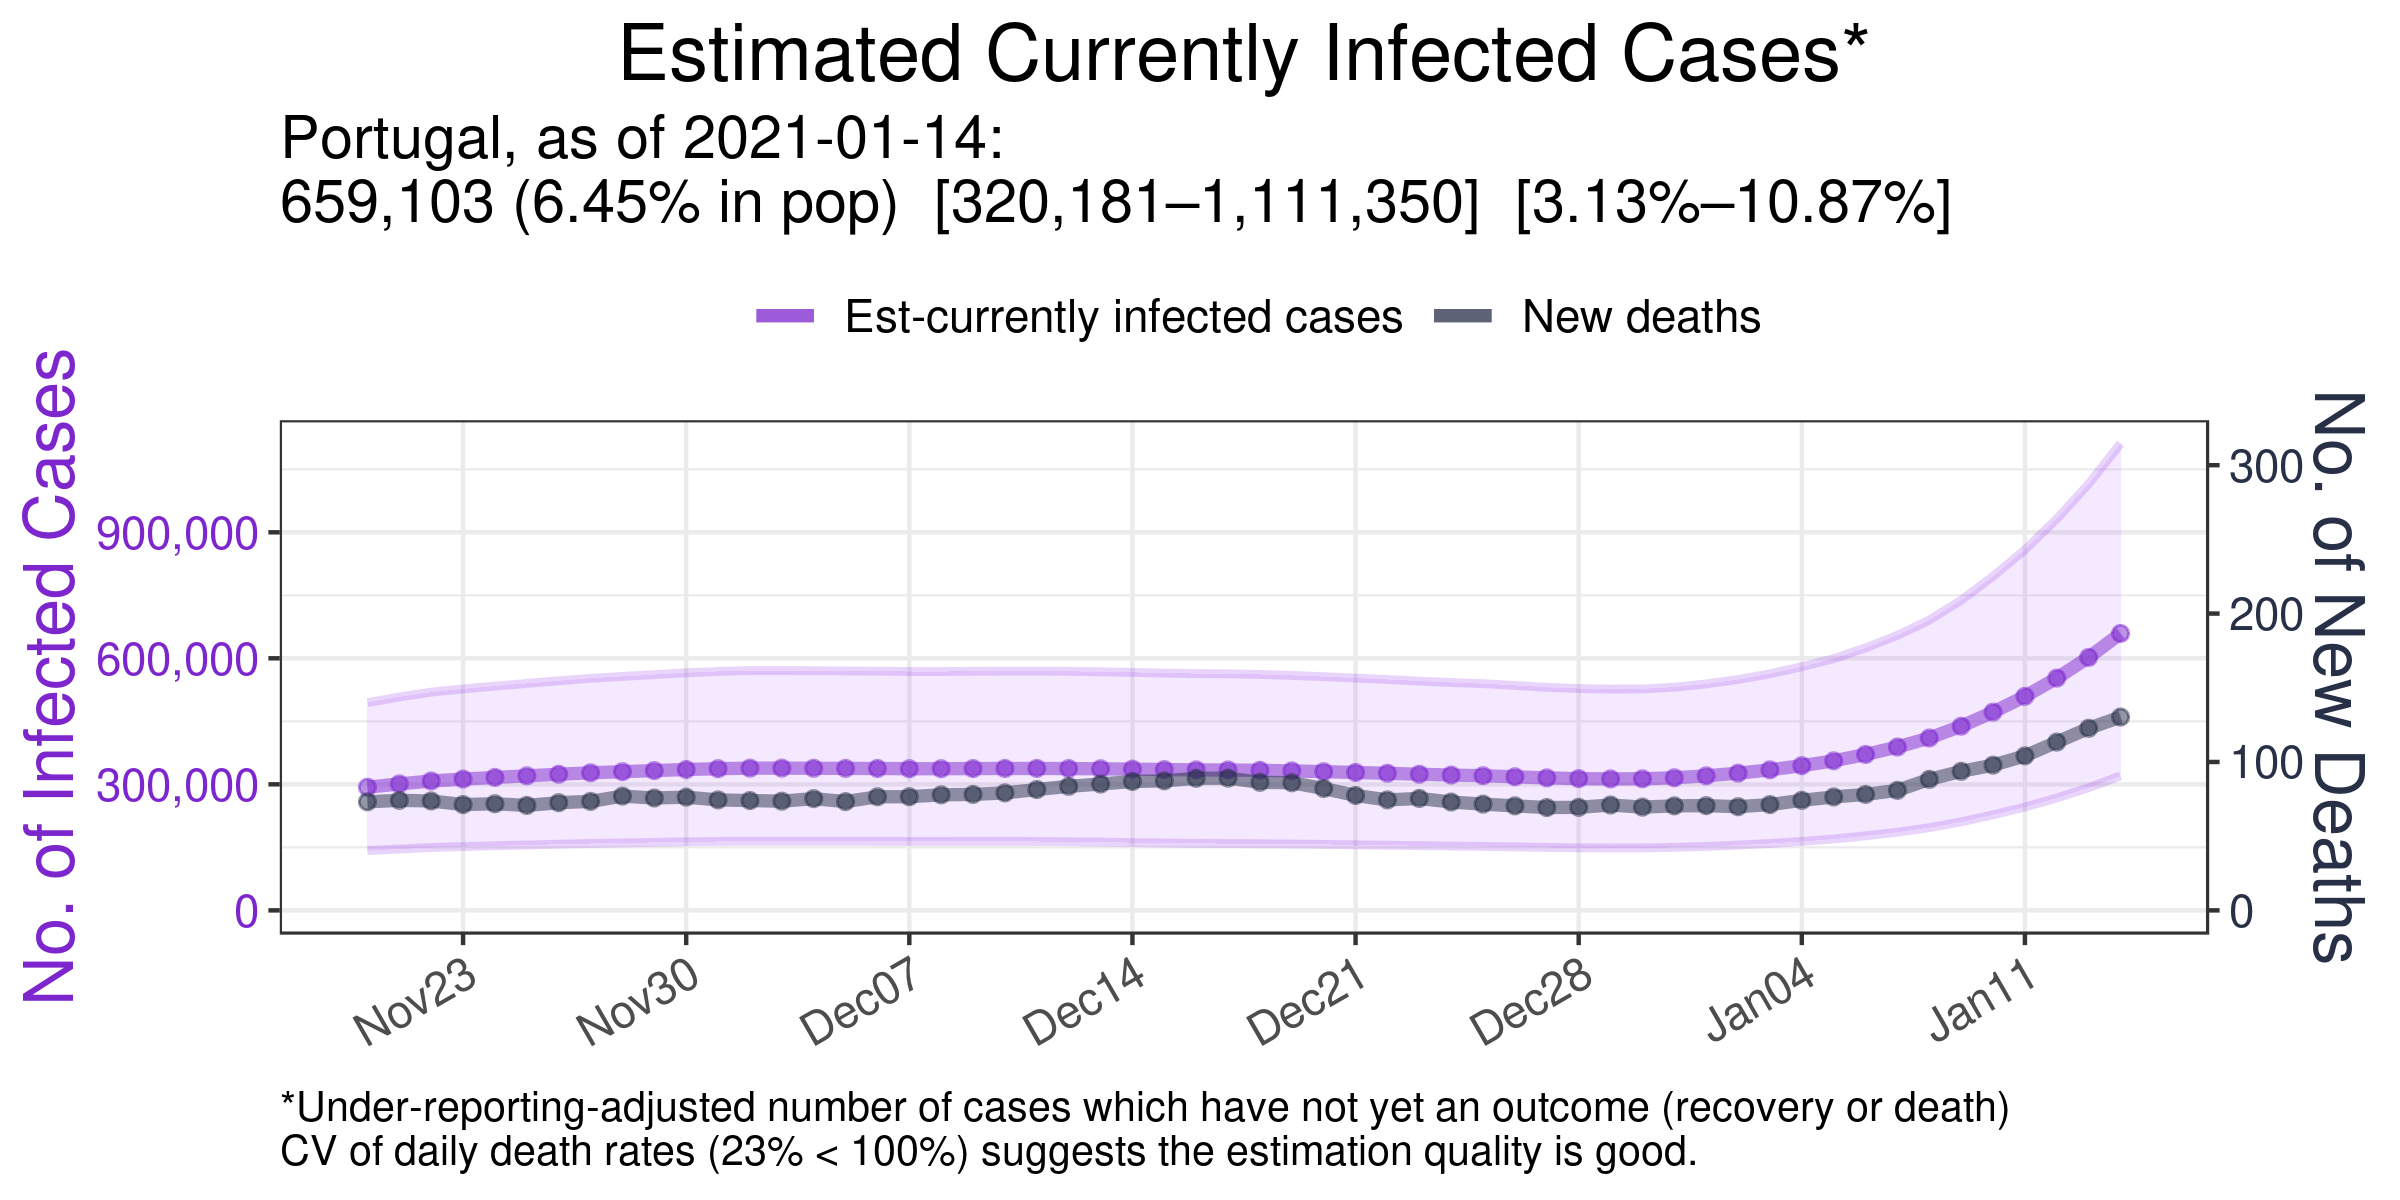 Estimated Currently Infected Cases*
Portugal, as of 2021-01-14:
659,103 (6.45% in pop)  [320,181–1,111,350]  [3.13%–10.87%]
Est-currently infected cases
New deaths
No. of Infected Cases
900,000
600,000
300,000
0
No. of New Deaths
300
200
100
0
Nov23
Nov30
Dec07
Dec14
Dec21
Dec28
Jan04
Jan11
*Under-reporting-adjusted number of cases which have not yet an outcome (recovery or death)
CV of daily death rates (23% < 100%) suggests the estimation quality is good.